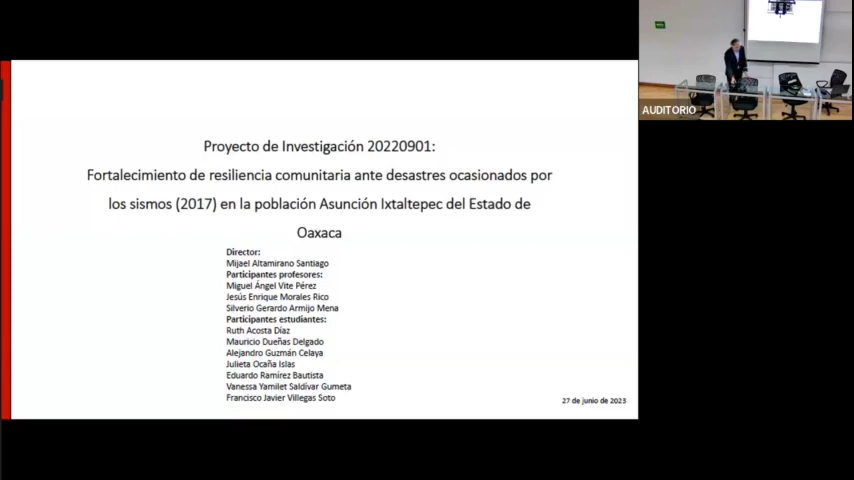 Proyecto de Investigación 20220901:
Fortalecimiento de resiliencia comunitaria ante desastres ocasionados por
los sismos (2017) en la población Asunción Ixtaltepec del Estado de
Oaxaca
Director:
Mijael Altamirano Santiago
Participantes profesores:
Miguel Ángel Vite Pérez
Jesús Enrique Morales Rico
Silverio Gerardo Armijo Mena
Participantes estudiantes:
Ruth Acosta Díaz
Mauricio Dueñas Delgado
Alejandro Guzmán Celaya
Julieta Ocaña Islas
Eduardo Ramírez Bautista
Vanessa Yamilet Saldívar Gumeta
Francisco Javier Villegas Soto
27 de junio de 2023
AUDITORIO